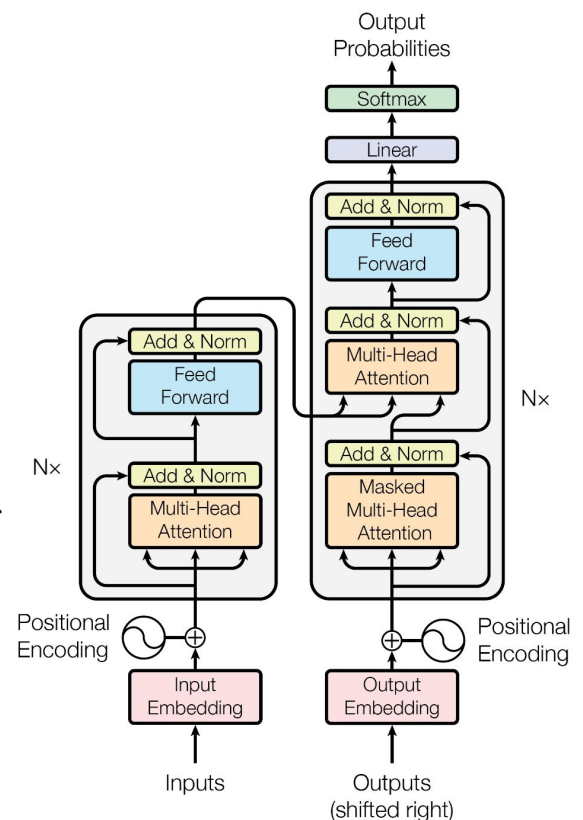 Output
Probabilities
Softmax
Linear
Add & Norm
Feed
Forward
Add & Norm
Multi-Head
Attention
Add & Norm
Masked
Multi-Head
Attention
Nx
Add & Norm
Feed
Forward
Add & Norm
Multi-Head
Attention
Nx
Positional
Encoding
Positional
Encoding
Input
Embedding
Output
Embedding
Inputs
Outputs
(shifted right)